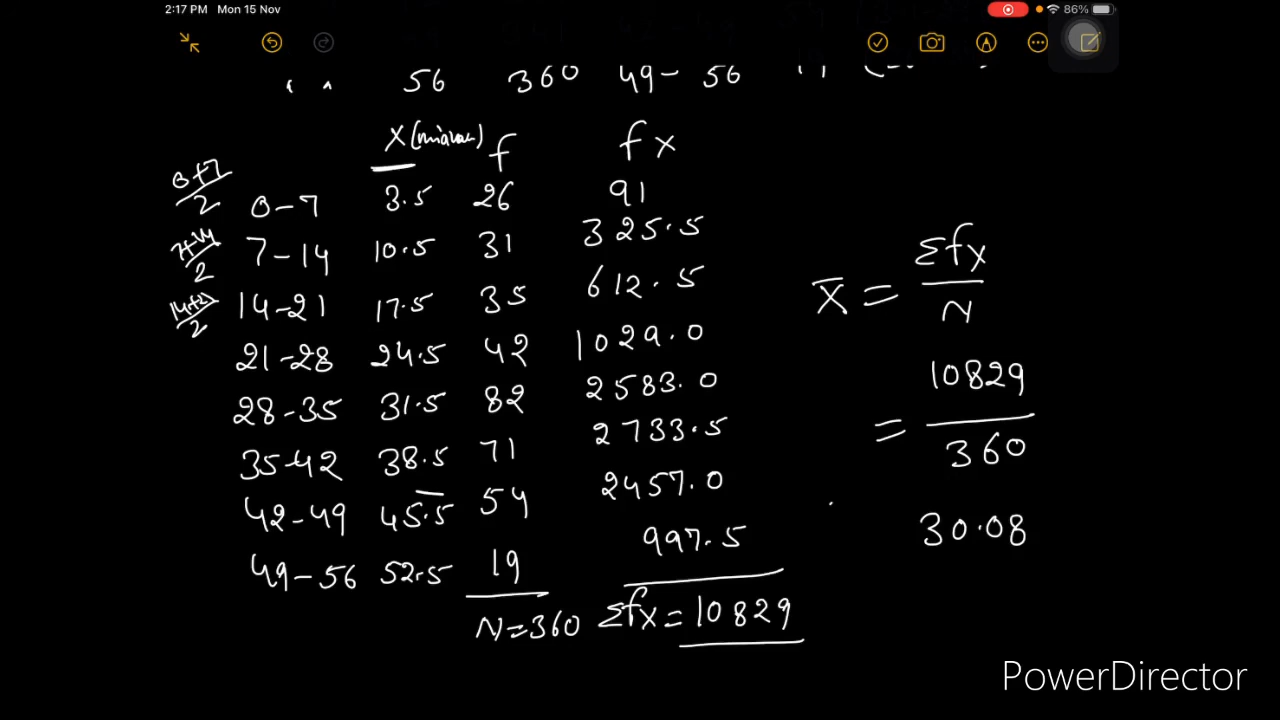 2:17 PM Mon 15 Nov 86%
56 360 49-56
X f fx
0+7/2 0-7 3.5 26 91
7+14/2 7-14 10.5 31 325.5
14+21/2 14-21 17.5 35 612.5
21-28 24.5 42 1029.0
28-35 31.5 82 2583.0
35-42 38.5 71 2733.5
42-49 45.5 54 2457.0
49-56 52.5 19 997.5
N=360 Σfx=10829
X̄ = Σfx/N
= 10829/360
30.08
PowerDirector